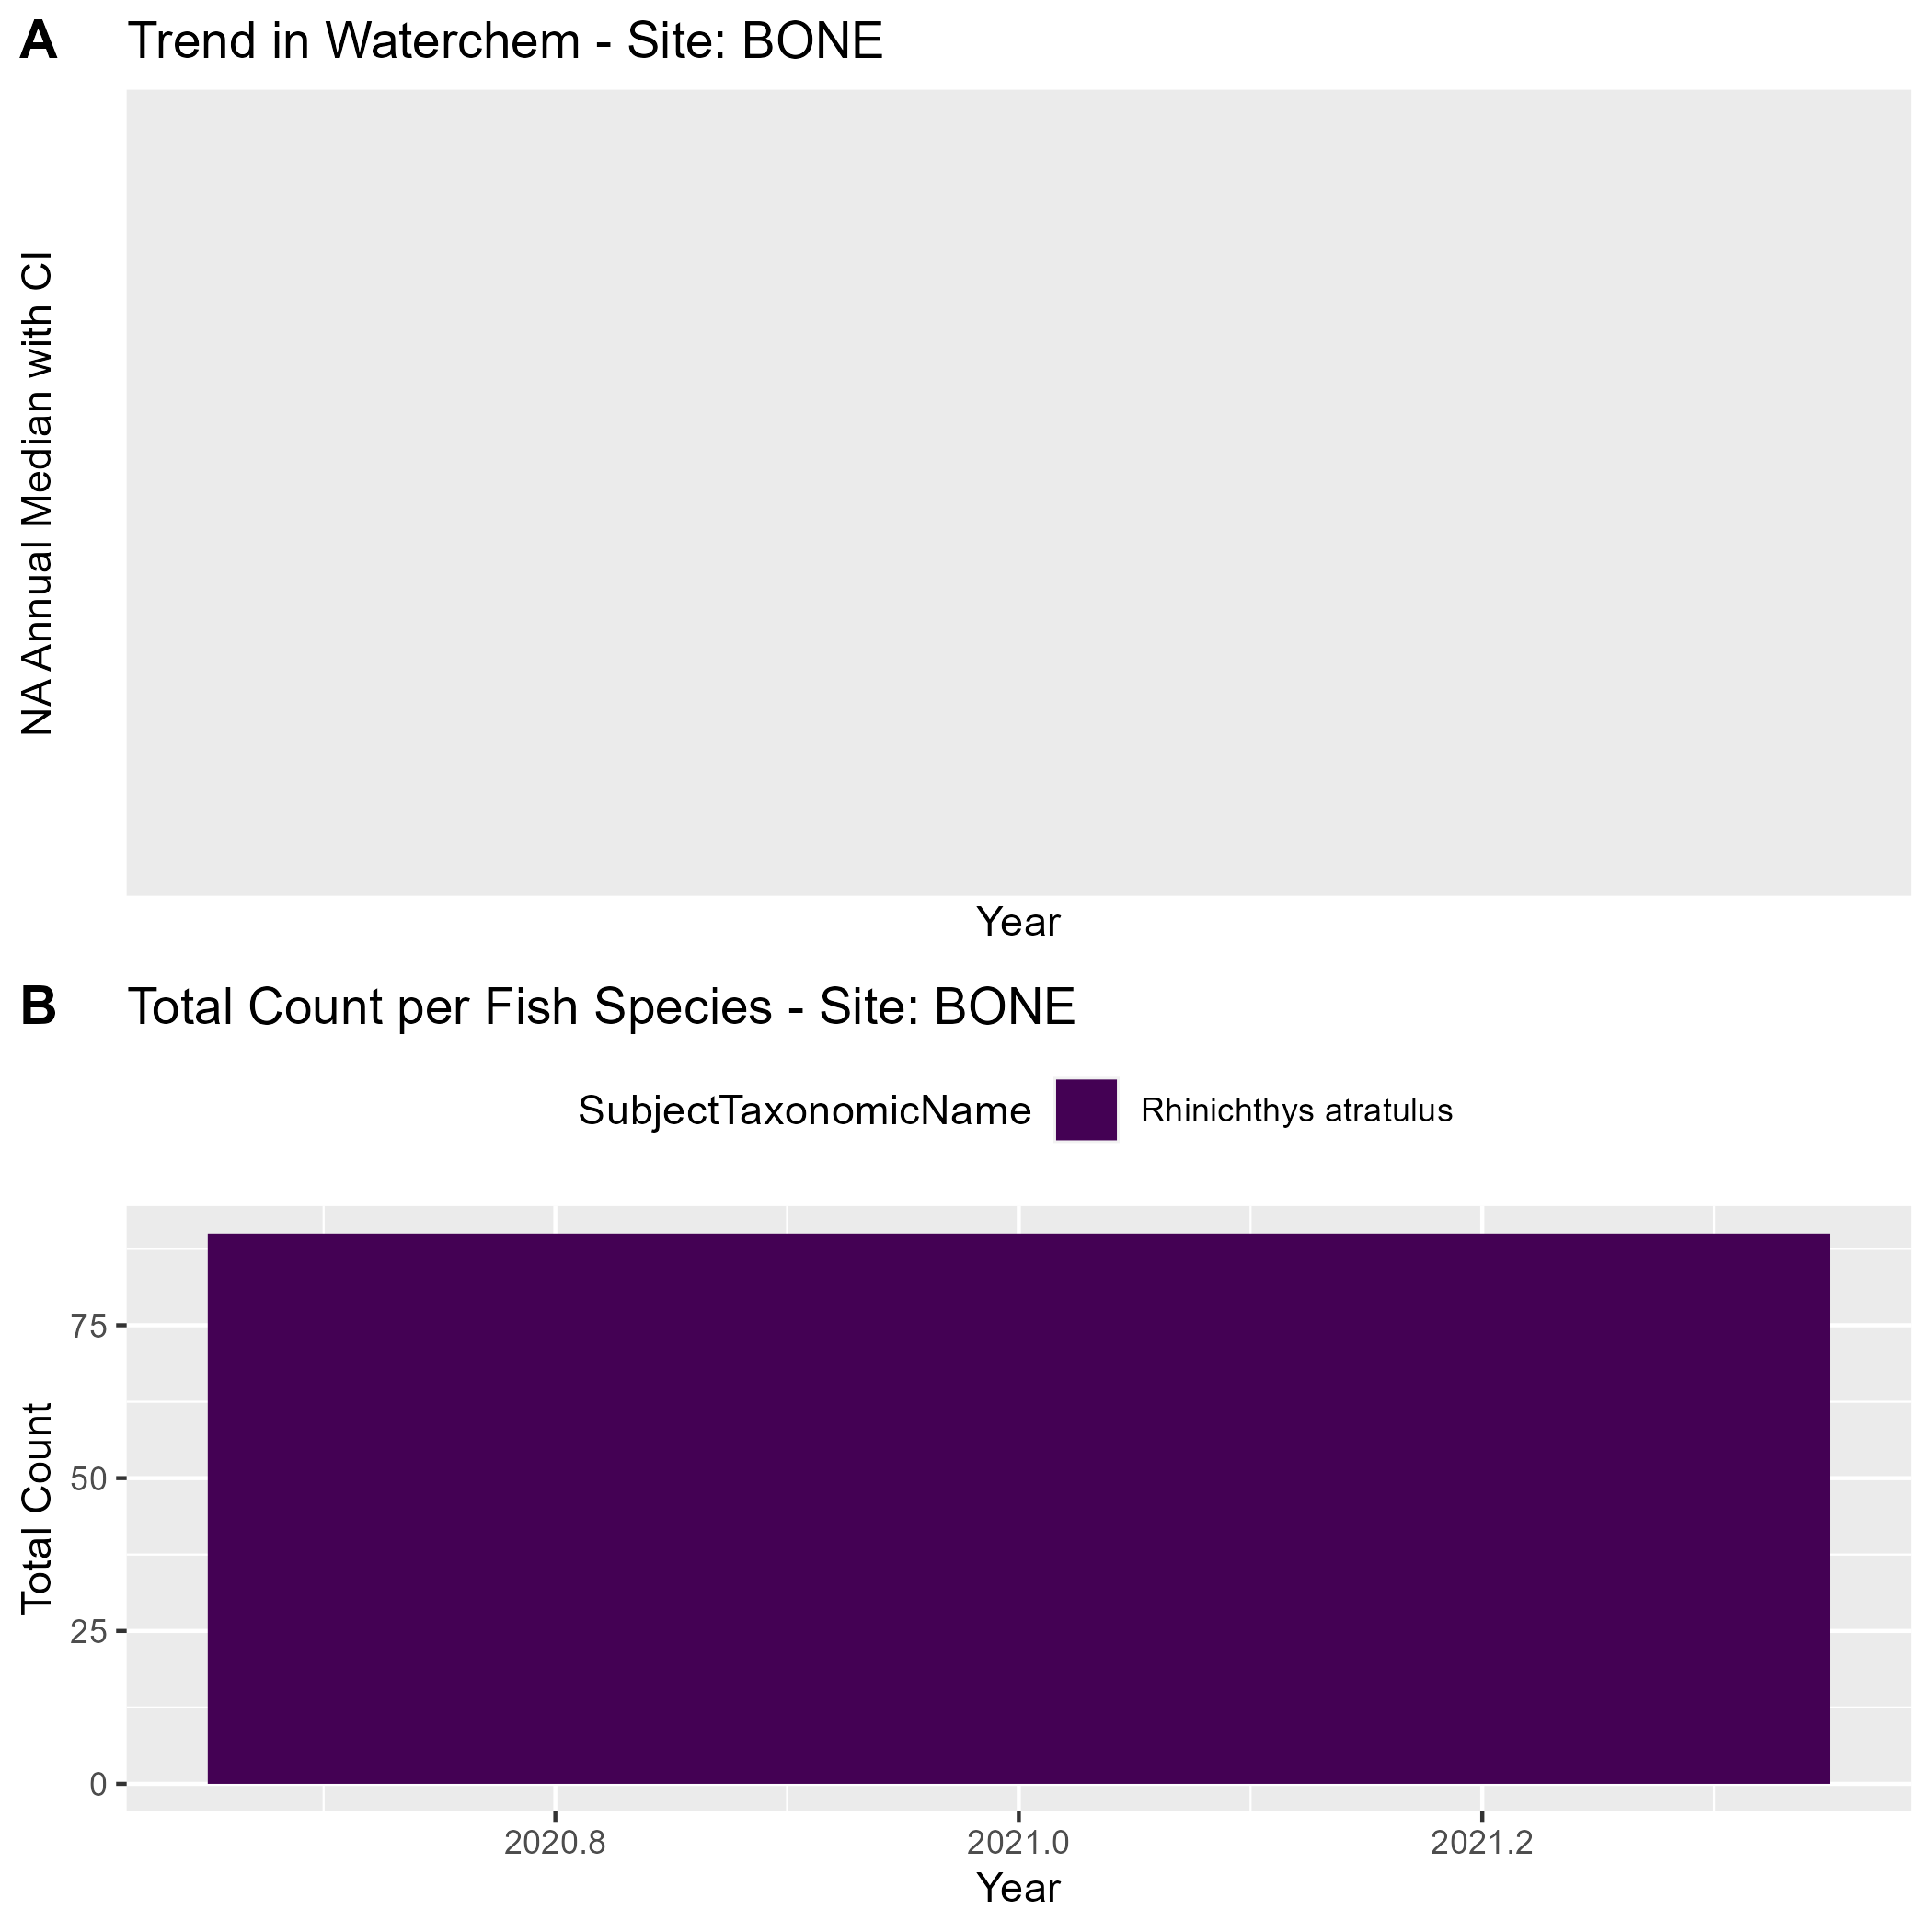 A Trend in Waterchem - Site: BONE
NA Annual Median with CI
Year
B Total Count per Fish Species - Site: BONE
SubjectTaxonomicName Rhinichthys atratulus
Total Count
75
50
25
0
2020.8 2021.0 2021.2
Year